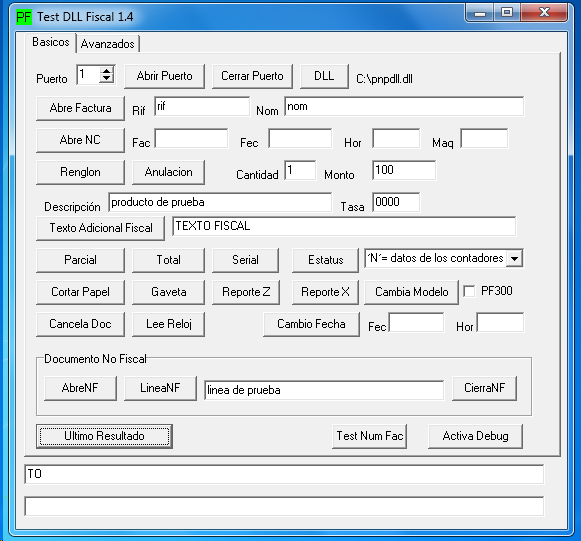 PF Test DLL Fiscal 1.4
Basicos Avanzados
Puerto 1 Abrir Puerto Cerrar Puerto DLL C:\pnpdll.dll
Abre Factura Rif rif Nom nom
Abre NC Fac Fec Hor Maq
Renglon Anulacion Cantidad 1 Monto 100
Descripción producto de prueba Tasa 0000
Texto Adicional Fiscal TEXTO FISCAL
Parcial Total Serial Estatus ´N´= datos de los contadores
Cortar Papel Gaveta Reporte Z Reporte X Cambia Modelo PF300
Cancela Doc Lee Reloj Cambio Fecha Fec Hor
Documento No Fiscal
AbreNF LineaNF linea de prueba CierraNF
Ultimo Resultado Test Num Fac Activa Debug
TO